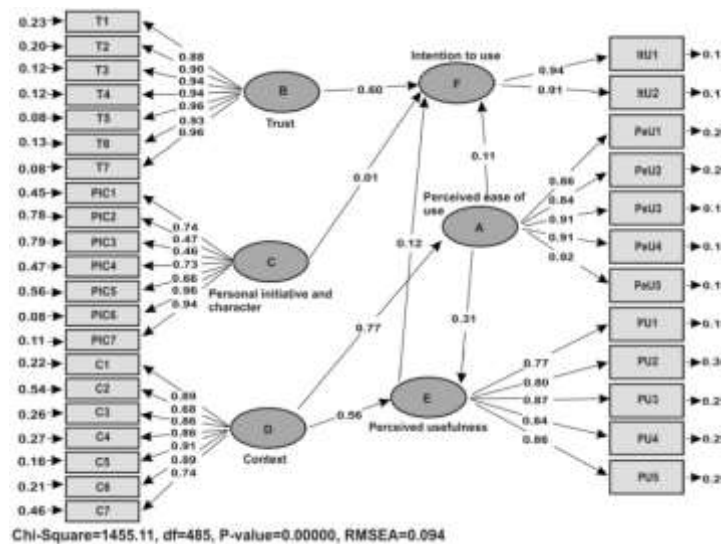 0.23 T1
0.20 T2
0.12 T3
0.12 T4
0.08 T5
0.13 T6
0.08 T7
0.45 PIC1
0.78 PIC2
0.79 PIC3
0.47 PIC4
0.56 PIC5
0.08 PIC6
0.11 PIC7
0.22 C1
0.54 C2
0.26 C3
0.27 C4
0.16 C5
0.21 C6
0.46 C7
0.88
0.90
0.94
0.94
0.96
0.93
0.96
0.74
0.47
0.46
0.73
0.66
0.96
0.94
0.89
0.68
0.86
0.86
0.91
0.89
0.74
B
Trust
C
Personal initiative and
character
D
Context
0.60
0.01
0.77
0.56
Intention to use
F
0.11
0.12
Perceived ease of
use
A
0.31
E
Perceived usefulness
0.94
0.91
0.86
0.84
0.91
0.91
0.92
0.77
0.80
0.87
0.84
0.86
ItU1
ItU2
PeU1
PeU2
PeU3
PeU4
PeU5
PU1
PU2
PU3
PU4
PU5
Chi-Square=1455.11, df=485, P-value=0.00000, RMSEA=0.094